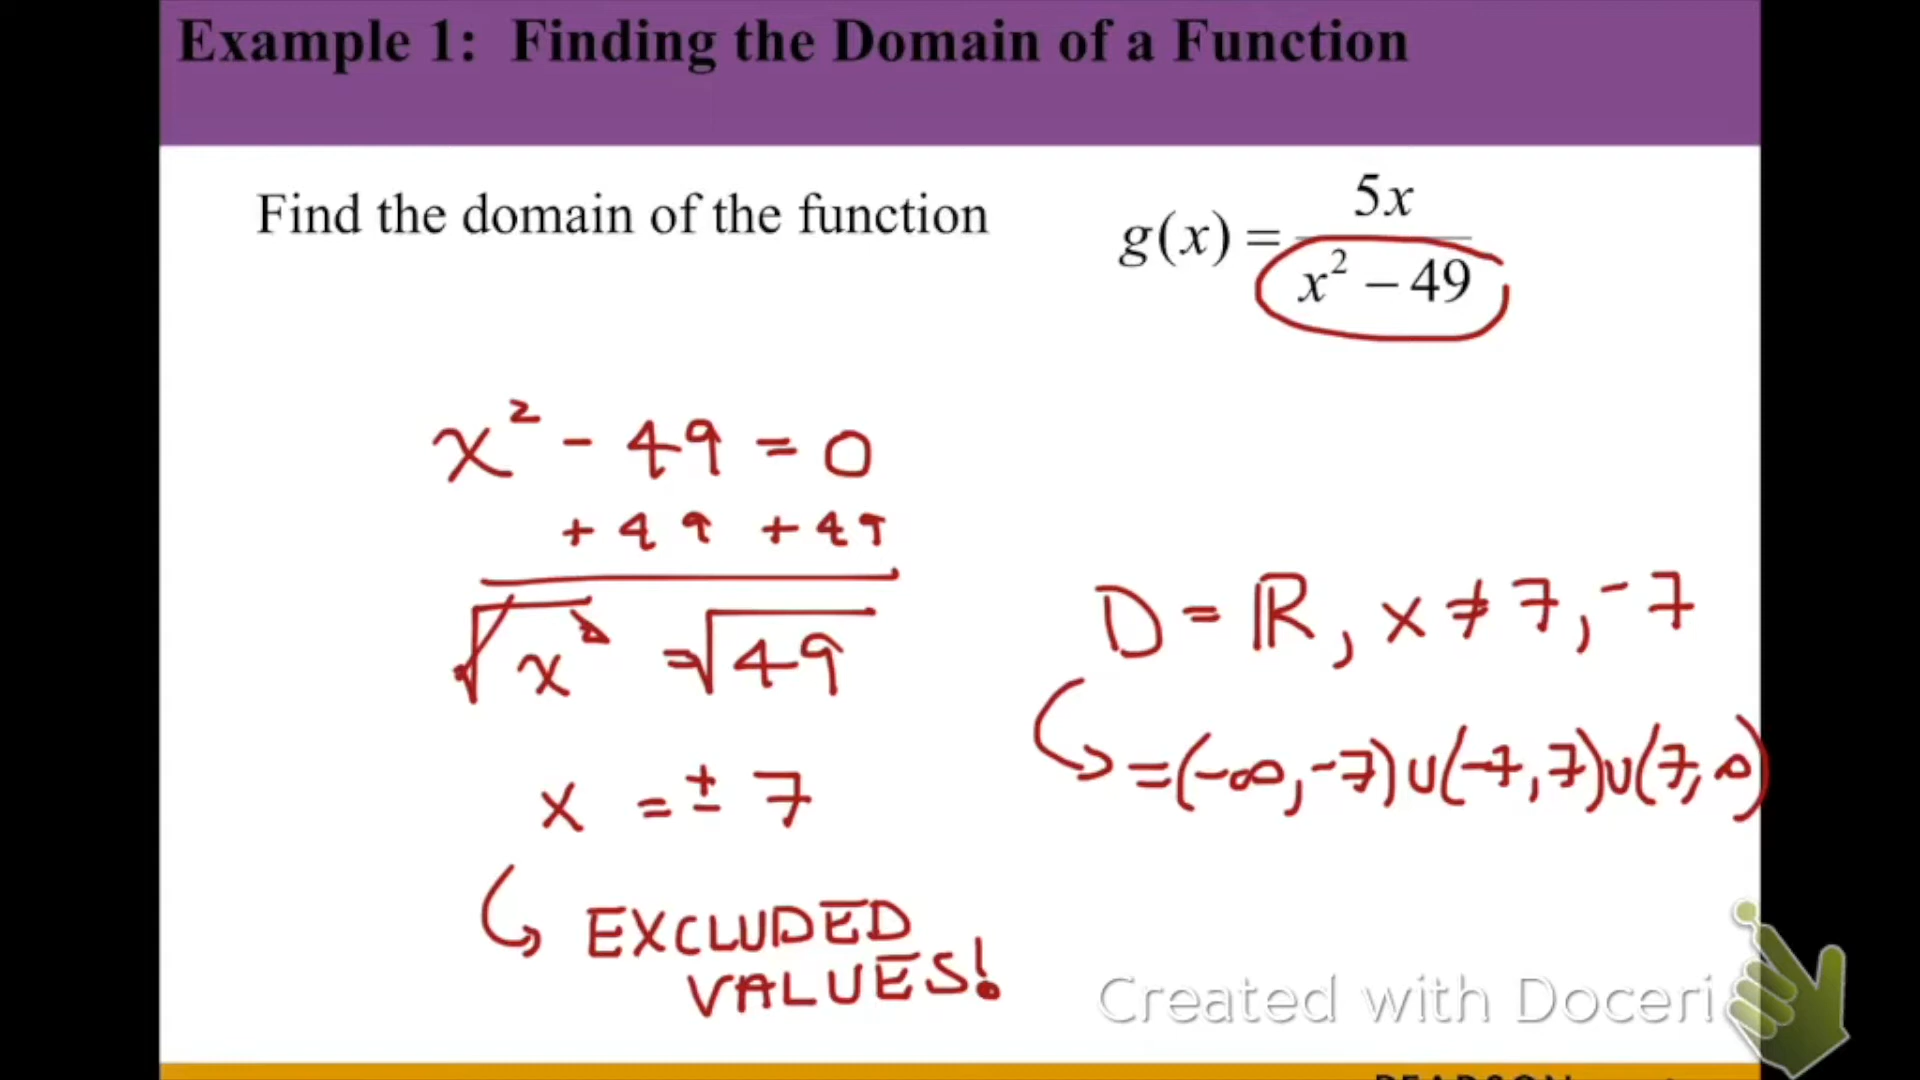 Example 1: Finding the Domain of a Function
Find the domain of the function
g(x) = 5x / x² − 49
x² - 49 = 0
+ 49 + 49
√x² = √49
x = ± 7
EXCLUDED
VALUES!
D = ℝ, x ≠ 7, -7
= (-∞, -7) ∪ (-7, 7) ∪ (7, ∞)
Created with Doceri